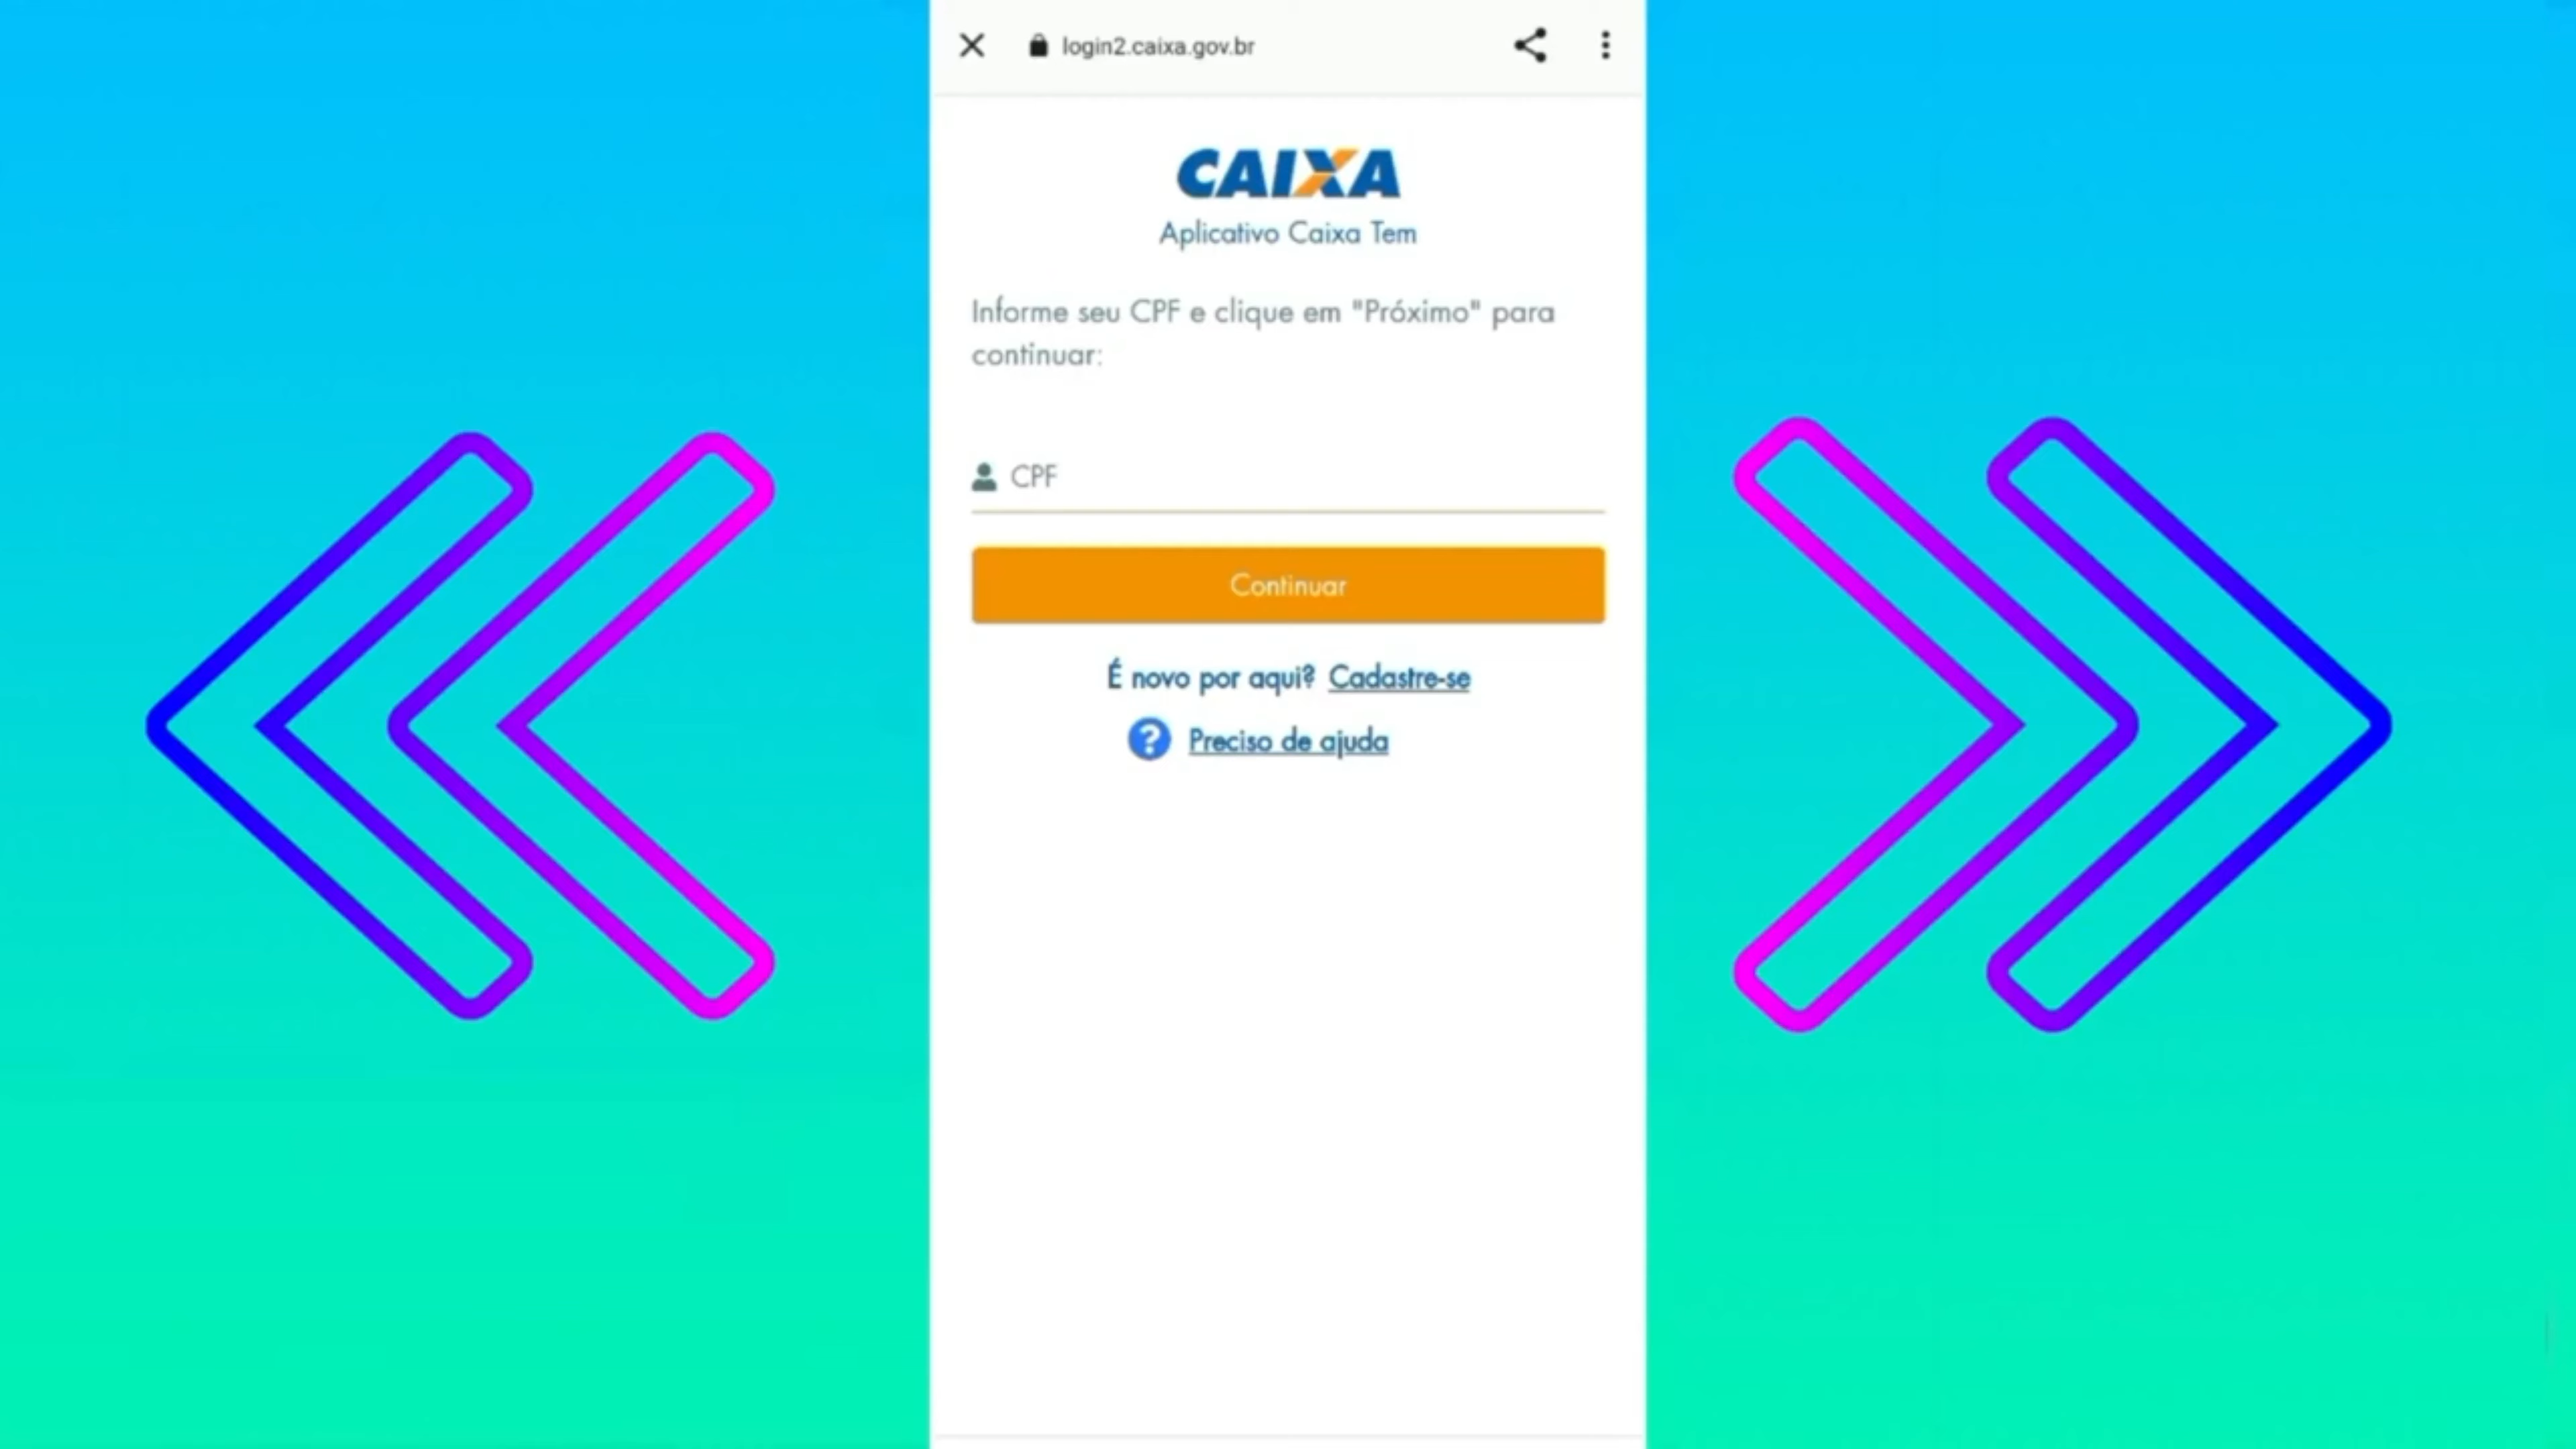 login2.caixa.gov.br
CAIXA
Aplicativo Caixa Tem
Informe seu CPF e clique em "Próximo" para
continuar:
CPF
Continuar
É novo por aqui? Cadastre-se
? Preciso de ajuda